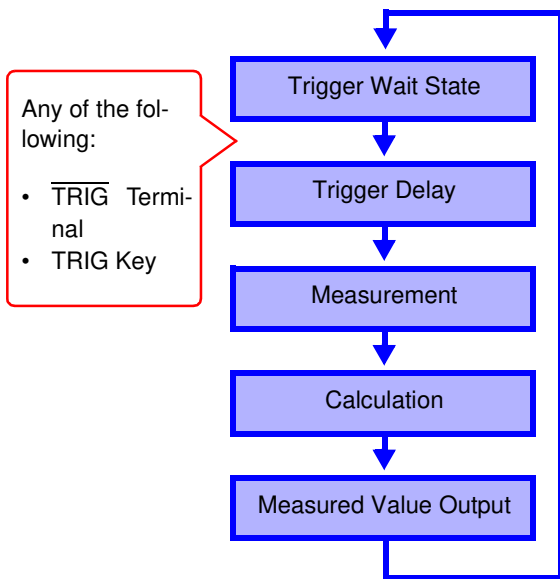 Trigger Wait State
Any of the fol-
lowing:
• TRIG Termi-
nal
• TRIG Key
Trigger Delay
Measurement
Calculation
Measured Value Output